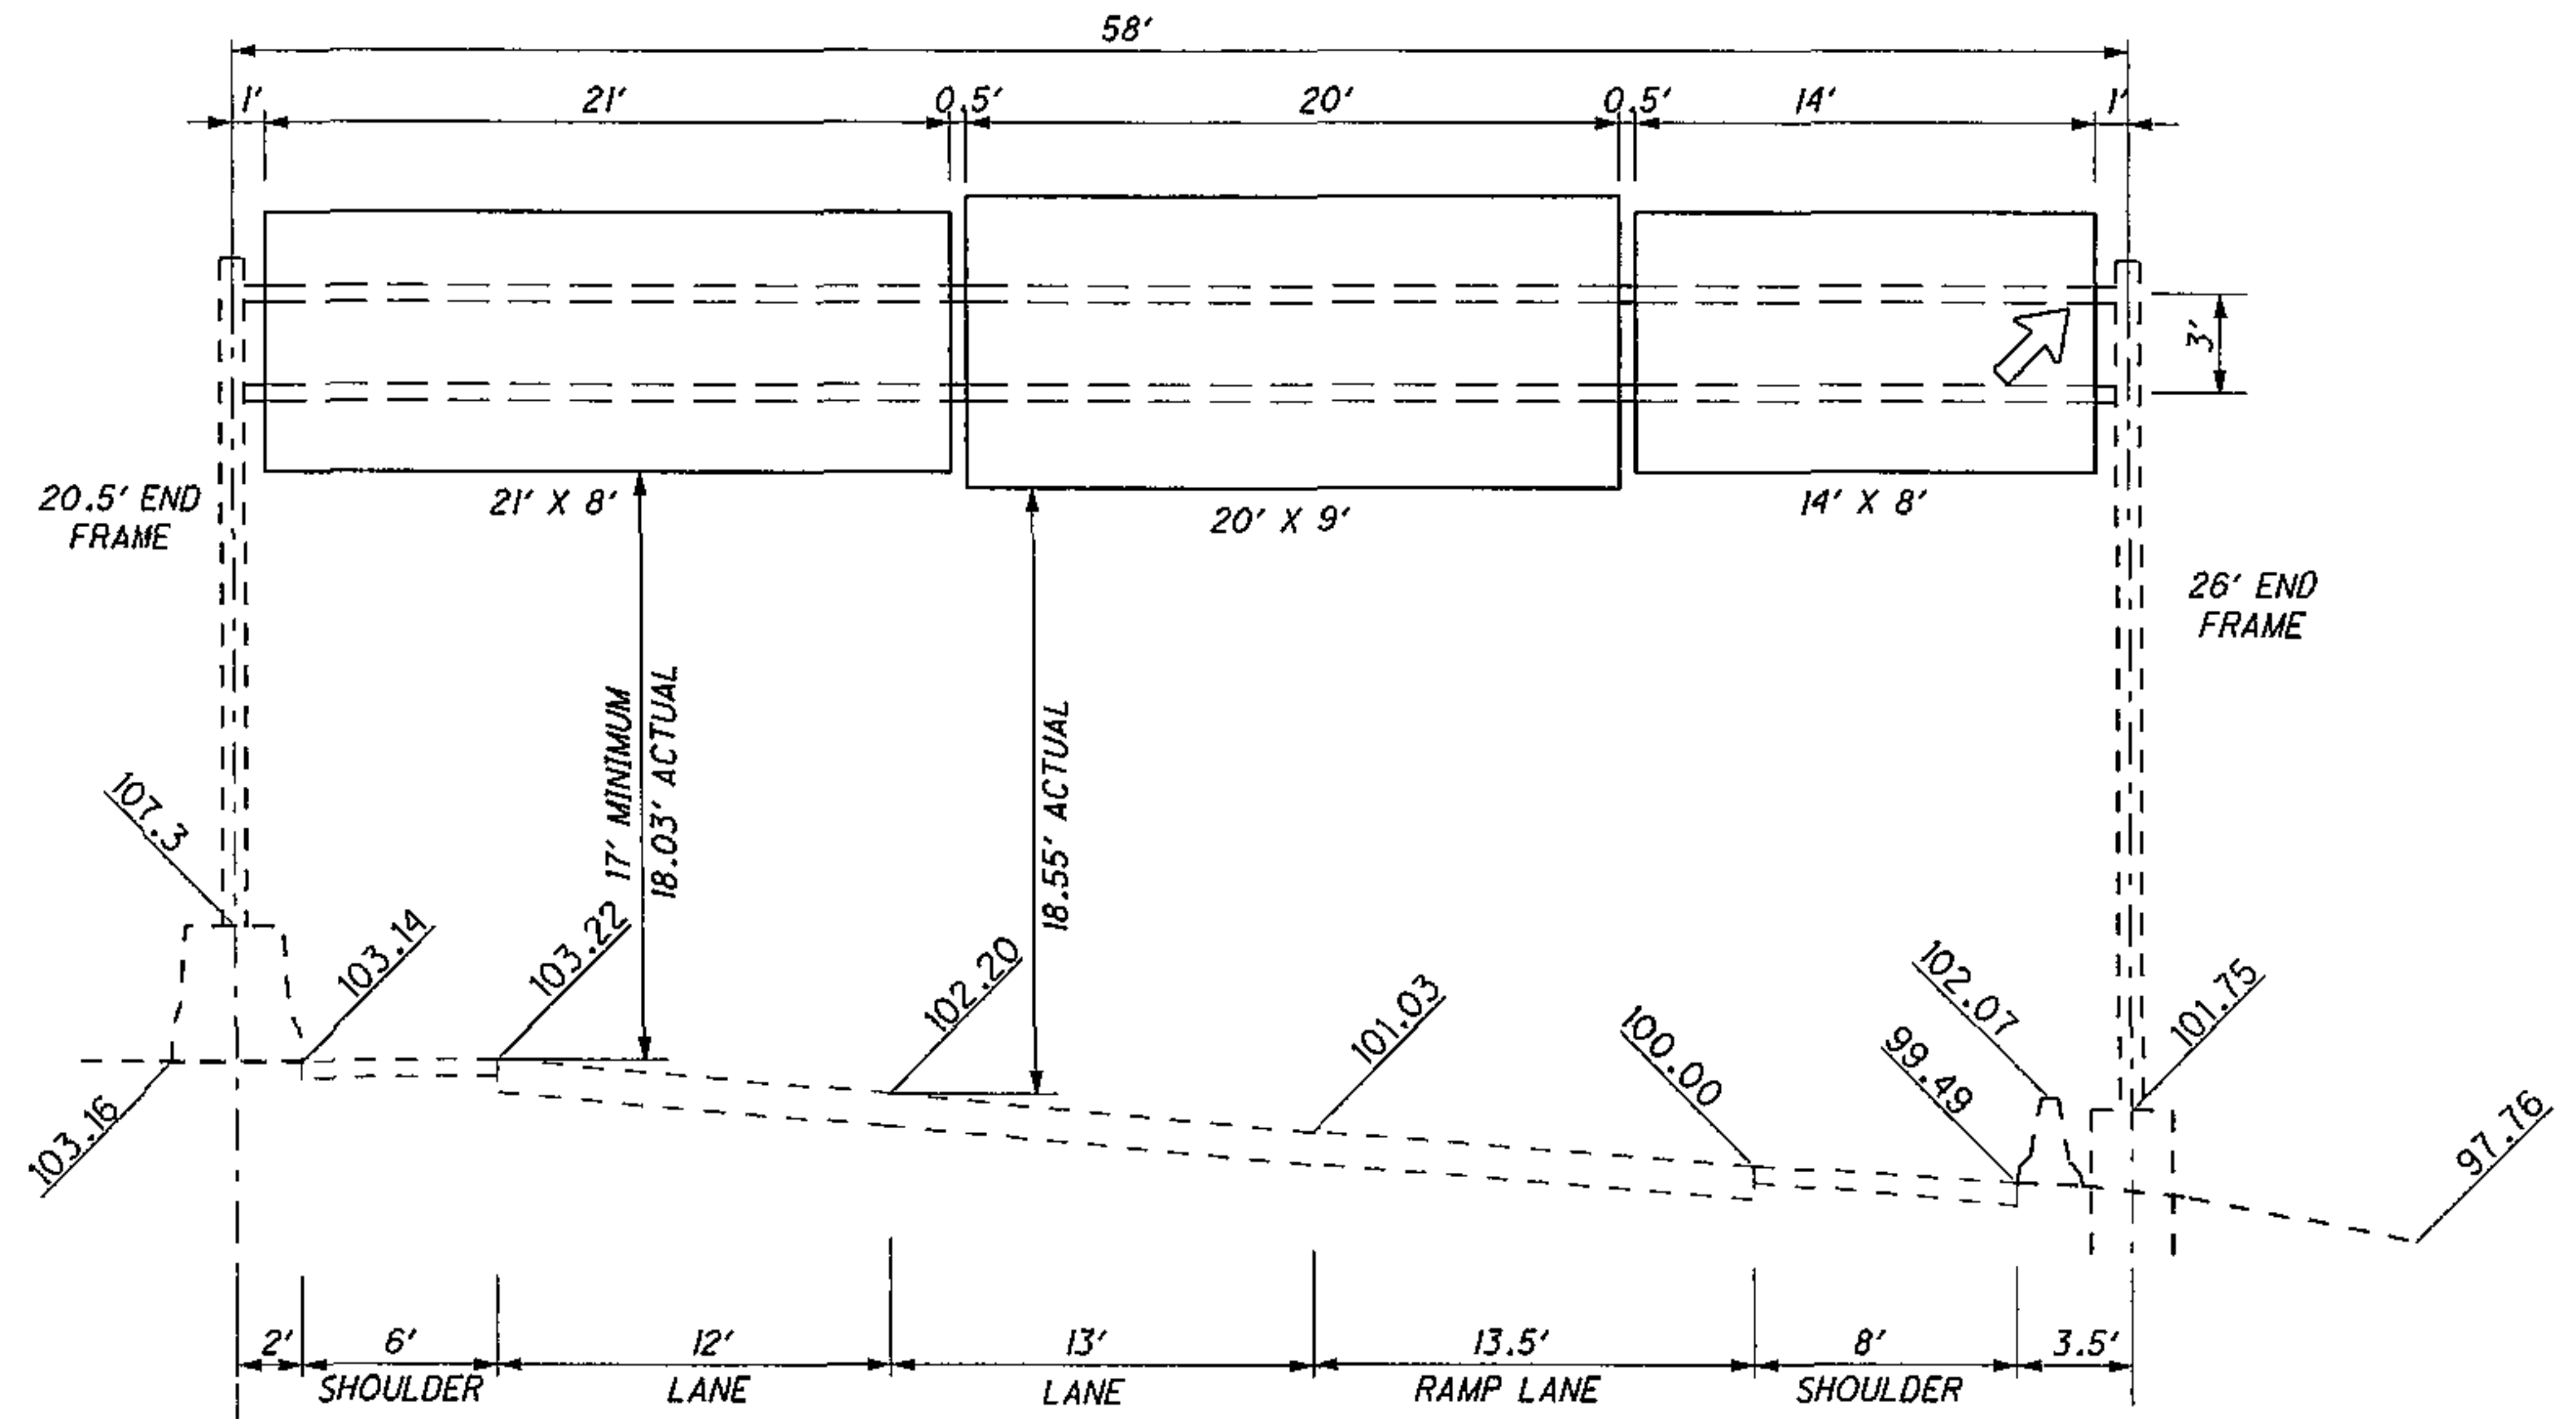 58'
1'
21'
0.5'
20'
0.5'
14'
1'
3'
20.5' END
FRAME
21' X 8'
20' X 9'
14' X 8'
26' END
FRAME
17' MINIMUM
18.03' ACTUAL
18.55' ACTUAL
107.3
103.14
103.22
102.20
101.03
100.00
99.49
102.07
101.75
103.16
97.76
2'
6'
12'
13'
13.5'
8'
3.5'
SHOULDER
LANE
LANE
RAMP LANE
SHOULDER